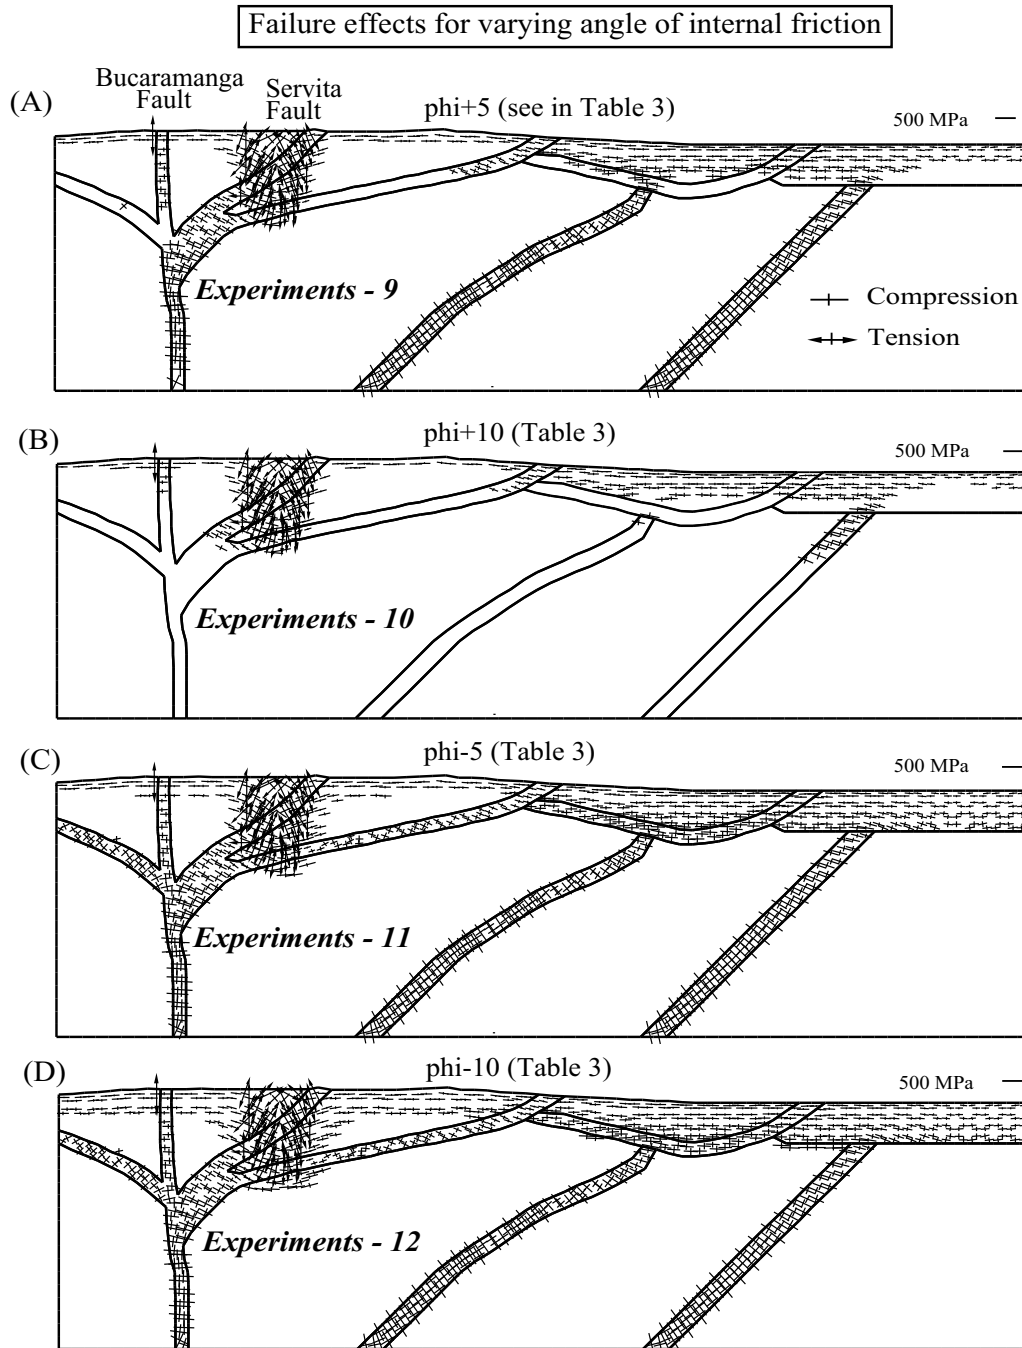 Failure effects for varying angle of internal friction
(A)
Bucaramanga
Fault
Servita
Fault
phi+5 (see in Table 3)
500 MPa
Experiments - 9
Compression
Tension
(B)
phi+10 (Table 3)
500 MPa
Experiments - 10
(C)
phi-5 (Table 3)
500 MPa
Experiments - 11
(D)
phi-10 (Table 3)
500 MPa
Experiments - 12